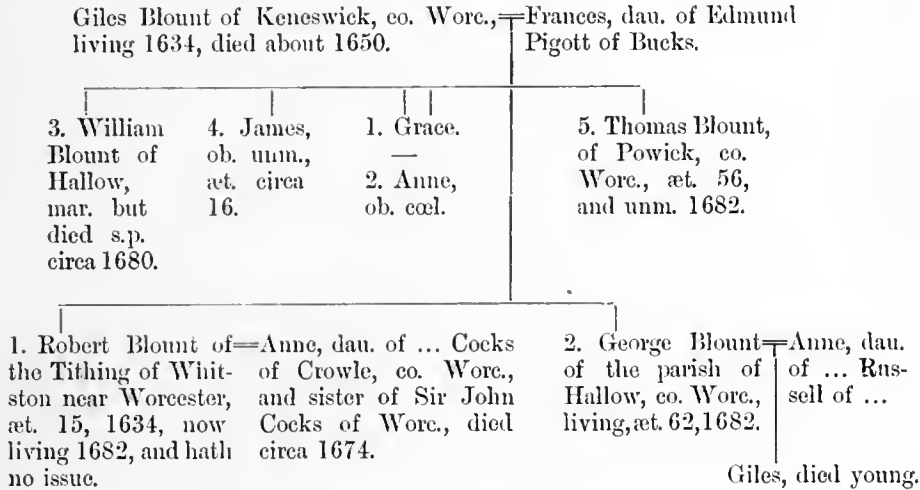 Giles Blount of Keneswick, co. Worc.,=Frances, dau. of Edmund
living 1634, died about 1650. Pigott of Bucks.
3. William
Blount of
Hallow,
mar. but
died s.p.
circa 1680.
4. James,
ob. unm.,
æt. circa
16.
1. Grace.
—
2. Anne,
ob. cœl.
5. Thomas Blount,
of Powick, co.
Worc., æt. 56,
and unm. 1682.
1. Robert Blount of=
the Tithing of Whit-
ston near Worcester,
æt. 15, 1634, now
living 1682, and hath
no issue.
Anne, dau. of ... Cocks
of Crowle, co. Worc.,
and sister of Sir John
Cocks of Worc., died
circa 1674.
2. George Blount=
of the parish of
Hallow, co. Worc.,
living, æt. 62, 1682.
Anne, dau.
of ... Rus-
sell of ...
Giles, died young.